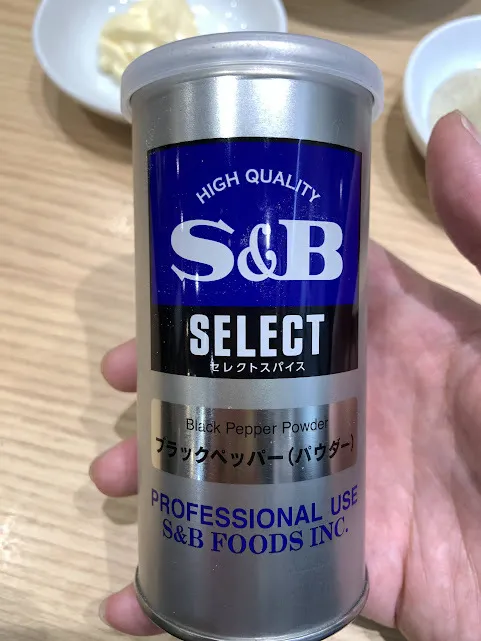 HIGH QUALITY
S&B
SELECT
セレクトスパイス
Black Pepper Powder
ブラックペッパー(パウダー)
PROFESSIONAL USE
S&B FOODS INC.